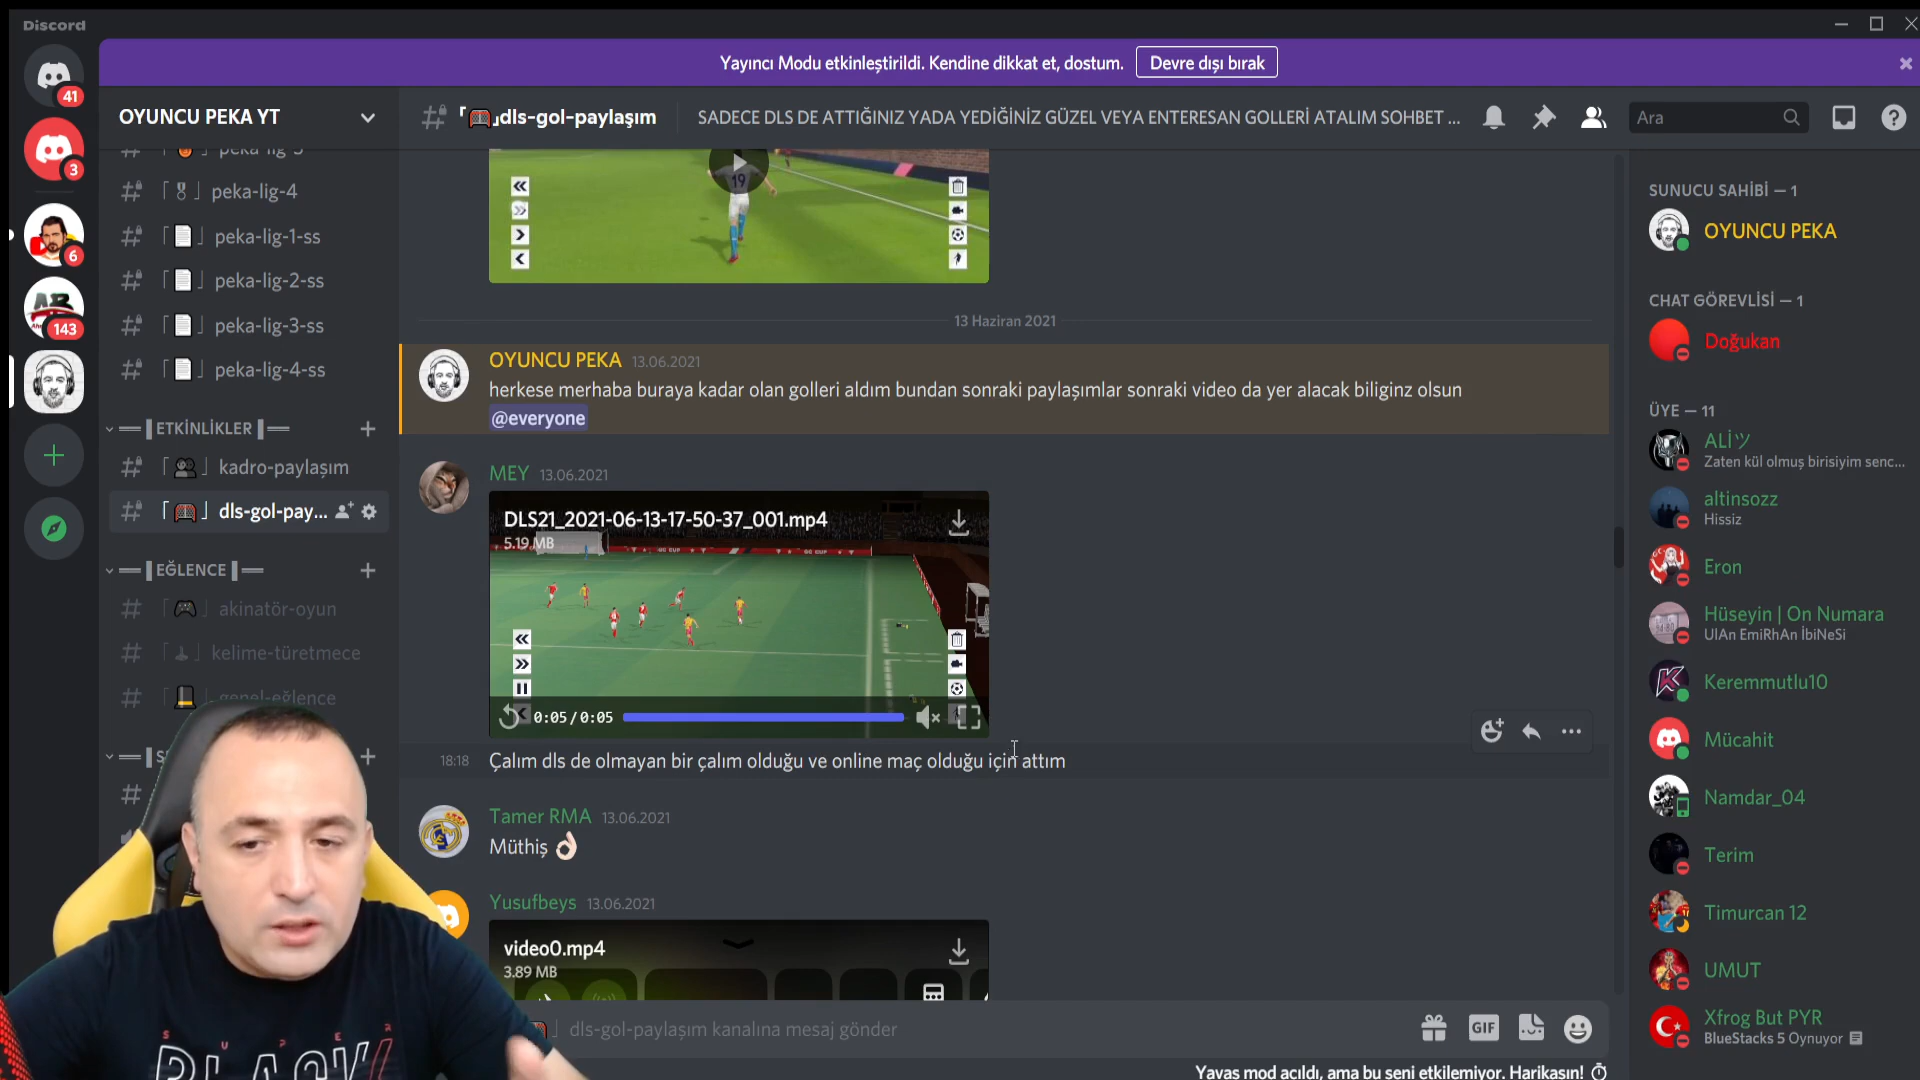 Discord
Yayıncı Modu etkinleştirildi. Kendine dikkat et, dostum.
Devre dışı bırak
41
3
6
143
OYUNCU PEKA YT
peka-lig-4
peka-lig-1-ss
peka-lig-2-ss
peka-lig-3-ss
peka-lig-4-ss
ETKİNLİKLER
kadro-paylaşım
dls-gol-pay...
EĞLENCE
akinatör-oyun
kelime-türetmece
genel-eğlence
dls-gol-paylaşım
SADECE DLS DE ATTIĞINIZ YADA YEDİĞİNİZ GÜZEL VEYA ENTERESAN GOLLERİ ATALIM SOHBET ...
Ara
19
13 Haziran 2021
OYUNCU PEKA 13.06.2021
herkese merhaba buraya kadar olan golleri aldım bundan sonraki paylaşımlar sonraki video da yer alacak biliginz olsun
@everyone
MEY 13.06.2021
DLS21_2021-06-13-17-50-37_001.mp4
5.19 MB
0:05/0:05
18:18 Çalım dls de olmayan bir çalım olduğu ve online maç olduğu için attım
Tamer RMA 13.06.2021
Müthiş 👌🏻
Yusufbeys 13.06.2021
video0.mp4
3.89 MB
dls-gol-paylaşım kanalına mesaj gönder
GIF
Yavaş mod açıldı, ama bu seni etkilemiyor. Harikasın!
SUNUCU SAHİBİ — 1
OYUNCU PEKA
CHAT GÖREVLİSİ — 1
Doğukan
ÜYE — 11
ALİツ
Zaten kül olmuş birisiyim senc...
altinsozz
Hissiz
Eron
Hüseyin | On Numara
UlAn EmiRhAn İbiNeSi
Keremmutlu10
Mücahit
Namdar_04
Terim
Timurcan 12
UMUT
Xfrog But PYR
BlueStacks 5 Oynuyor